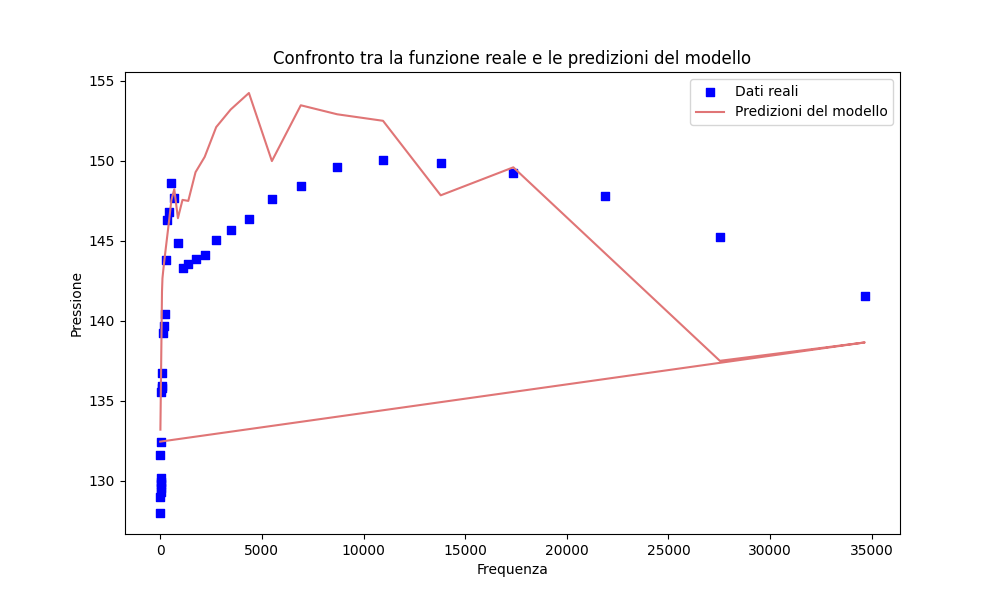 Confronto tra la funzione reale e le predizioni del modello
Dati reali
Predizioni del modello
Pressione
155
150
145
140
135
130
0
5000
10000
15000
20000
25000
30000
35000
Frequenza